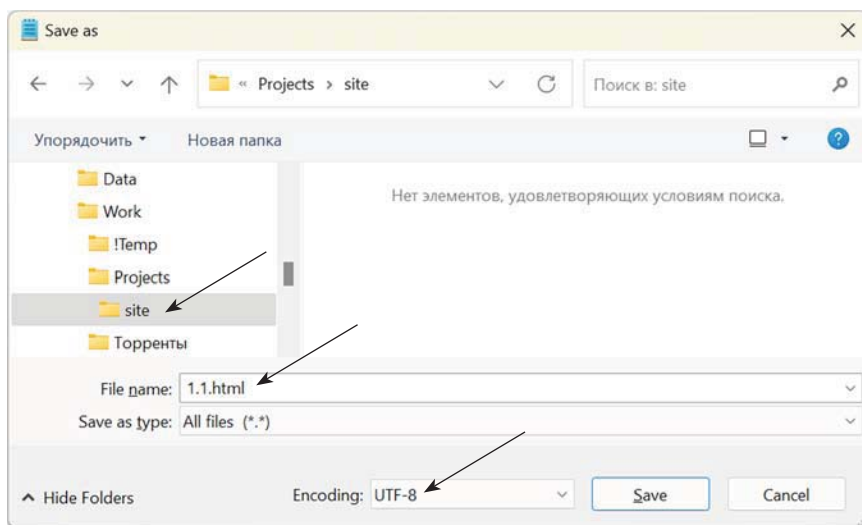 Save as
« Projects > site
Поиск в: site
Упорядочить
Новая папка
Data
Work
!Temp
Projects
site
Торренты
Нет элементов, удовлетворяющих условиям поиска.
File name: 1.1.html
Save as type: All files (*.*)
Hide Folders
Encoding: UTF-8
Save
Cancel